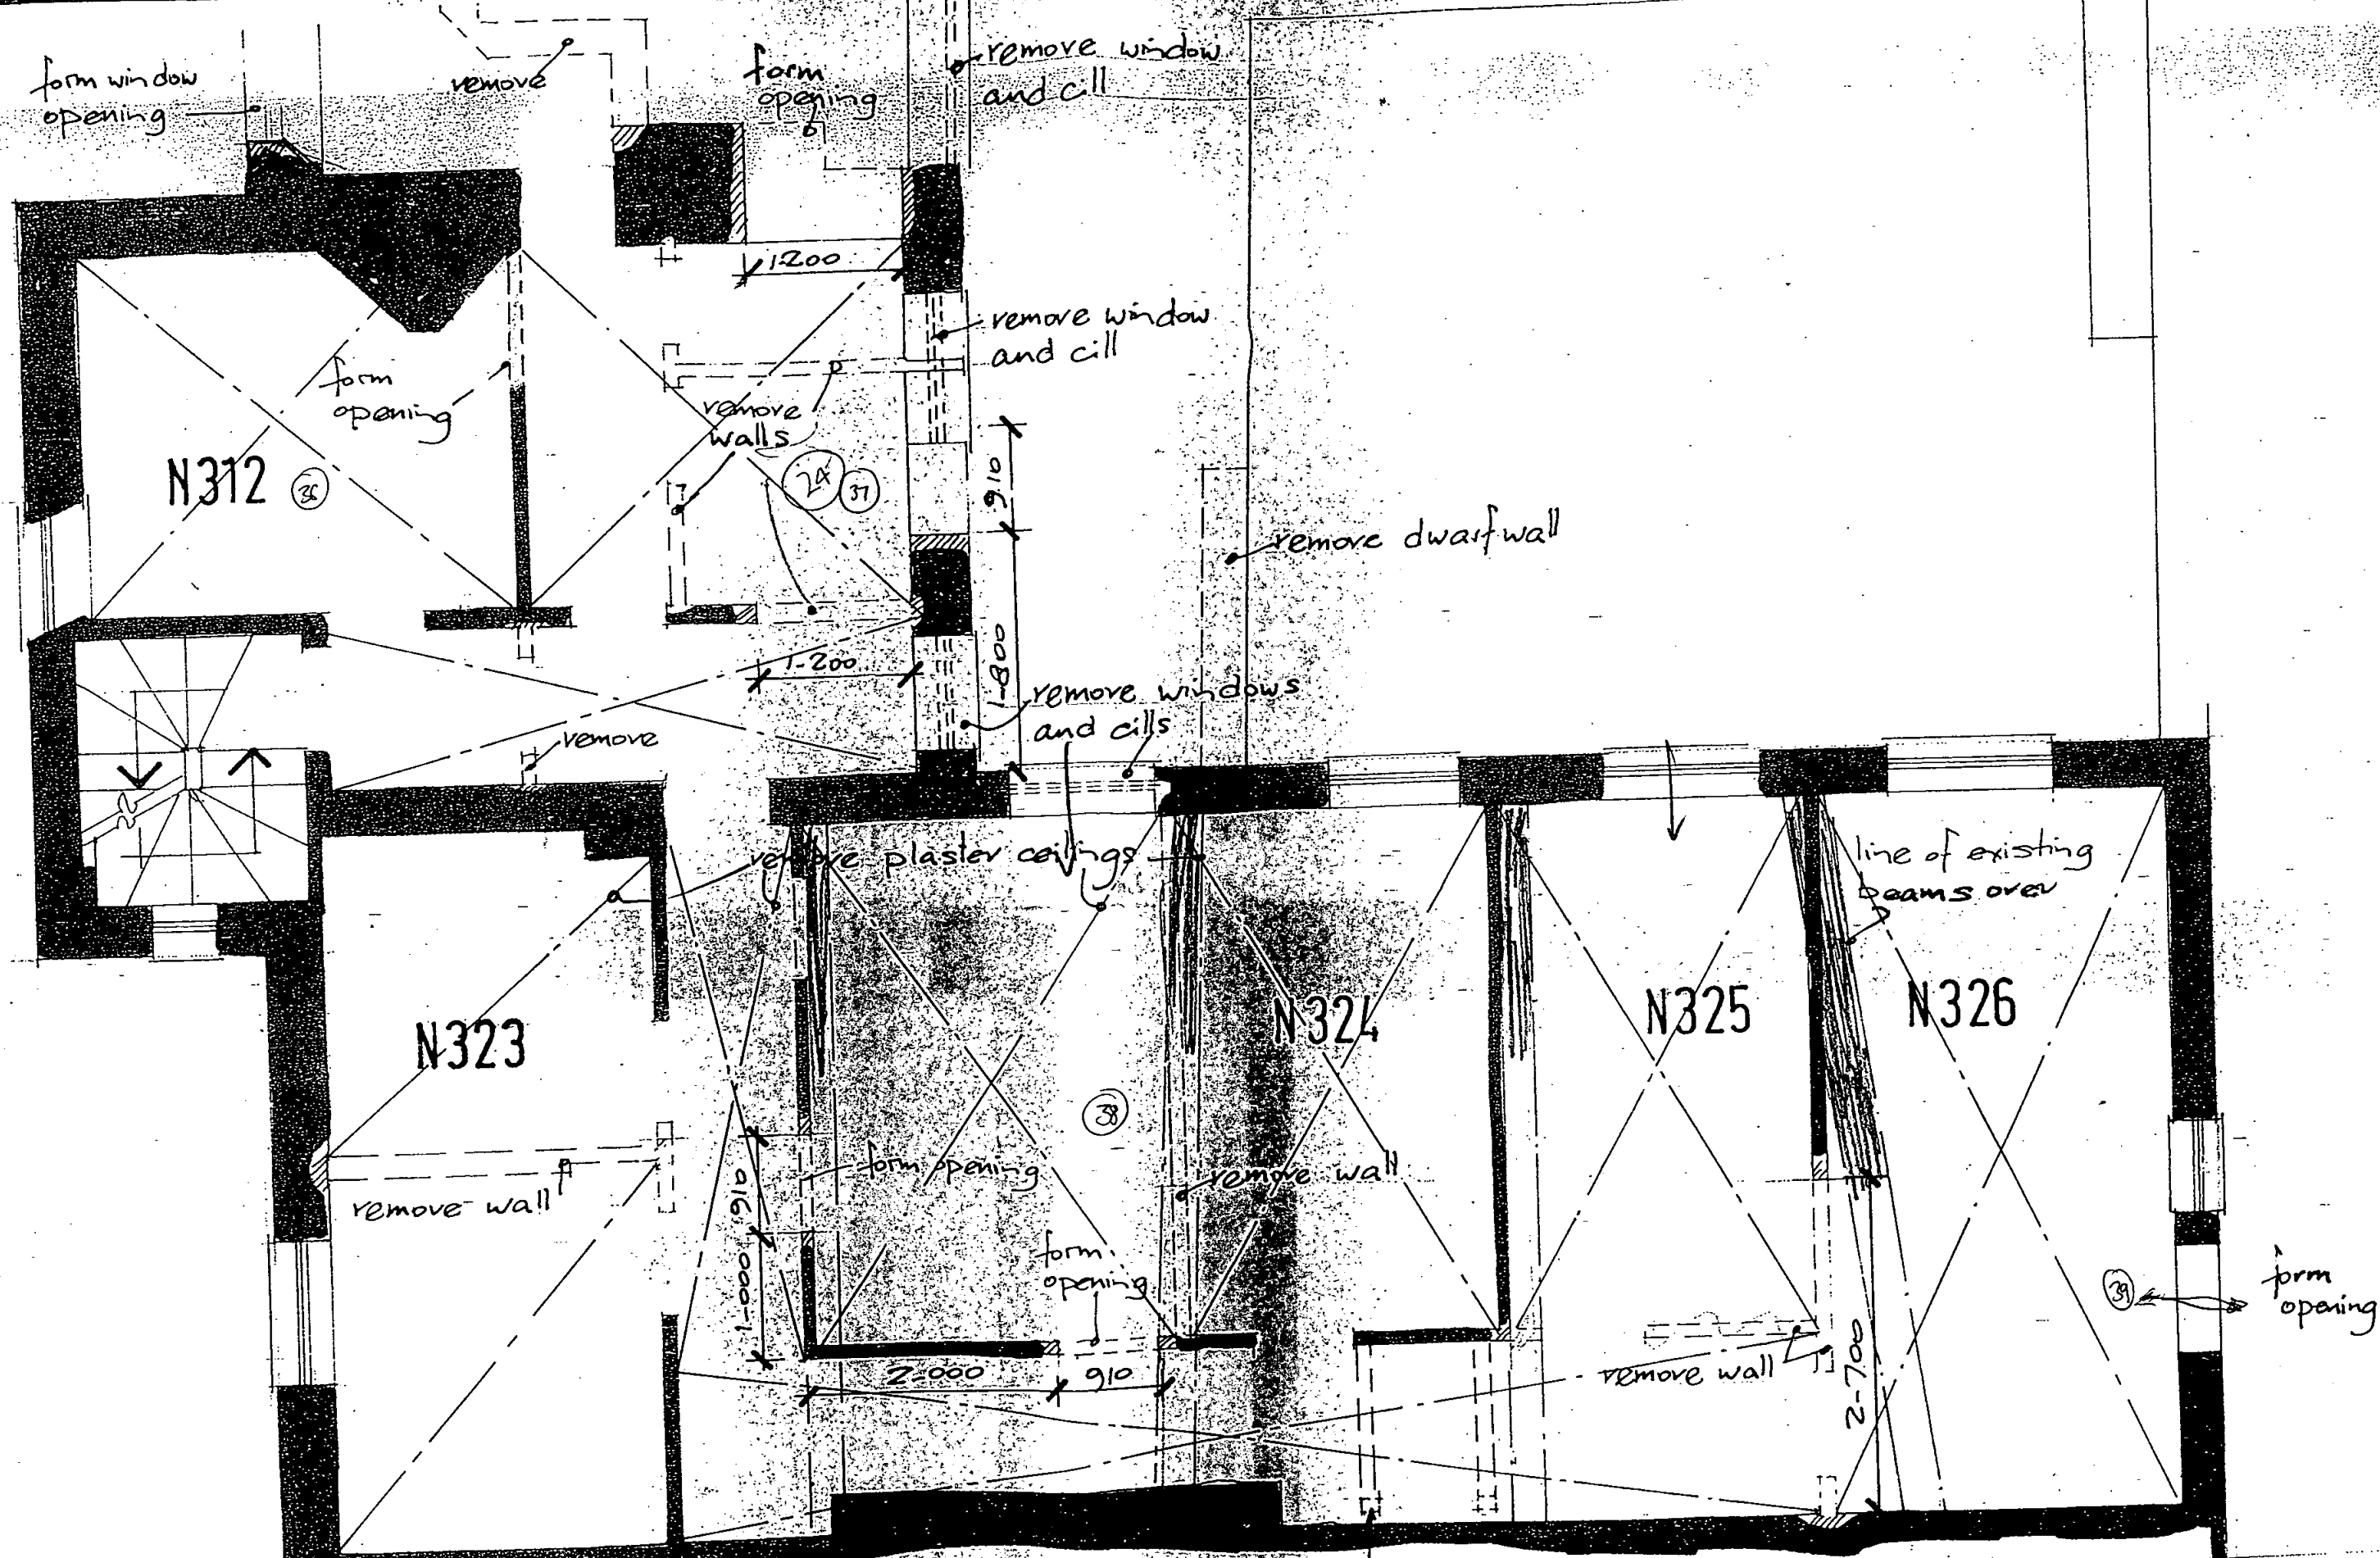 form window
opening
remove
form
opening
remove window
and cill
1200
remove window
and cill
form
opening
remove
walls
N312
36
24
37
910
remove dwarf wall
1-800
1-200
remove windows
and cills
remove
remove plaster ceilings
line of existing
beams over
N323
N324
N325
N326
38
form opening
remove wall
remove wall
910
1-000
form
opening
39
form
opening
2-000
910
remove wall
2-700